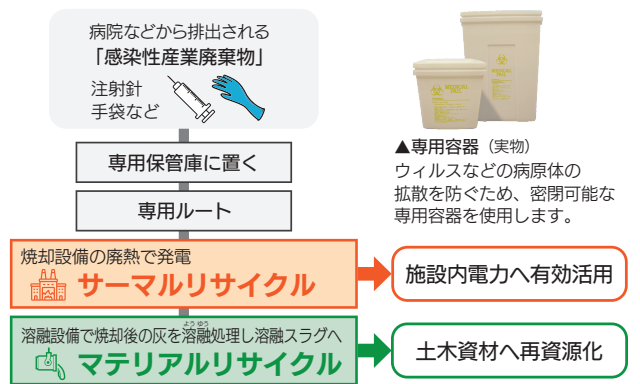 病院などから排出される
「感染性産業廃棄物」
注射針
手袋など
専用保管庫に置く
専用ルート
▲専用容器（実物）
ウィルスなどの病原体の
拡散を防ぐため、密閉可能な
専用容器を使用します。
焼却設備の廃熱で発電
サーマルリサイクル
施設内電力へ有効活用
ようゆう
溶融設備で焼却後の灰を溶融処理し溶融スラグへ
マテリアルリサイクル
土木資材へ再資源化